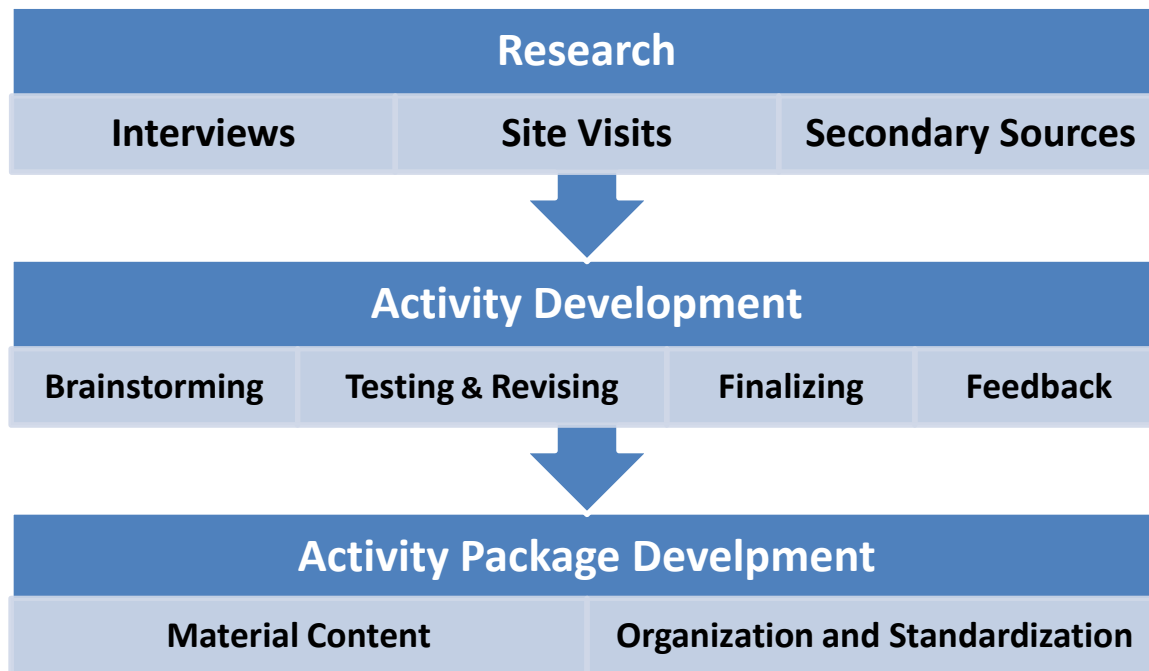 Research
Interviews
Site Visits
Secondary Sources
Activity Development
Brainstorming
Testing & Revising
Finalizing
Feedback
Activity Package Develpment
Material Content
Organization and Standardization